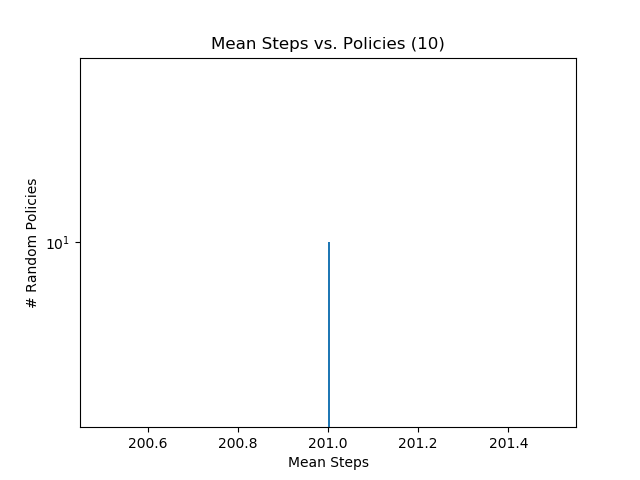 Mean Steps vs. Policies (10)
# Random Policies
10¹
200.6 200.8 201.0 201.2 201.4
Mean Steps